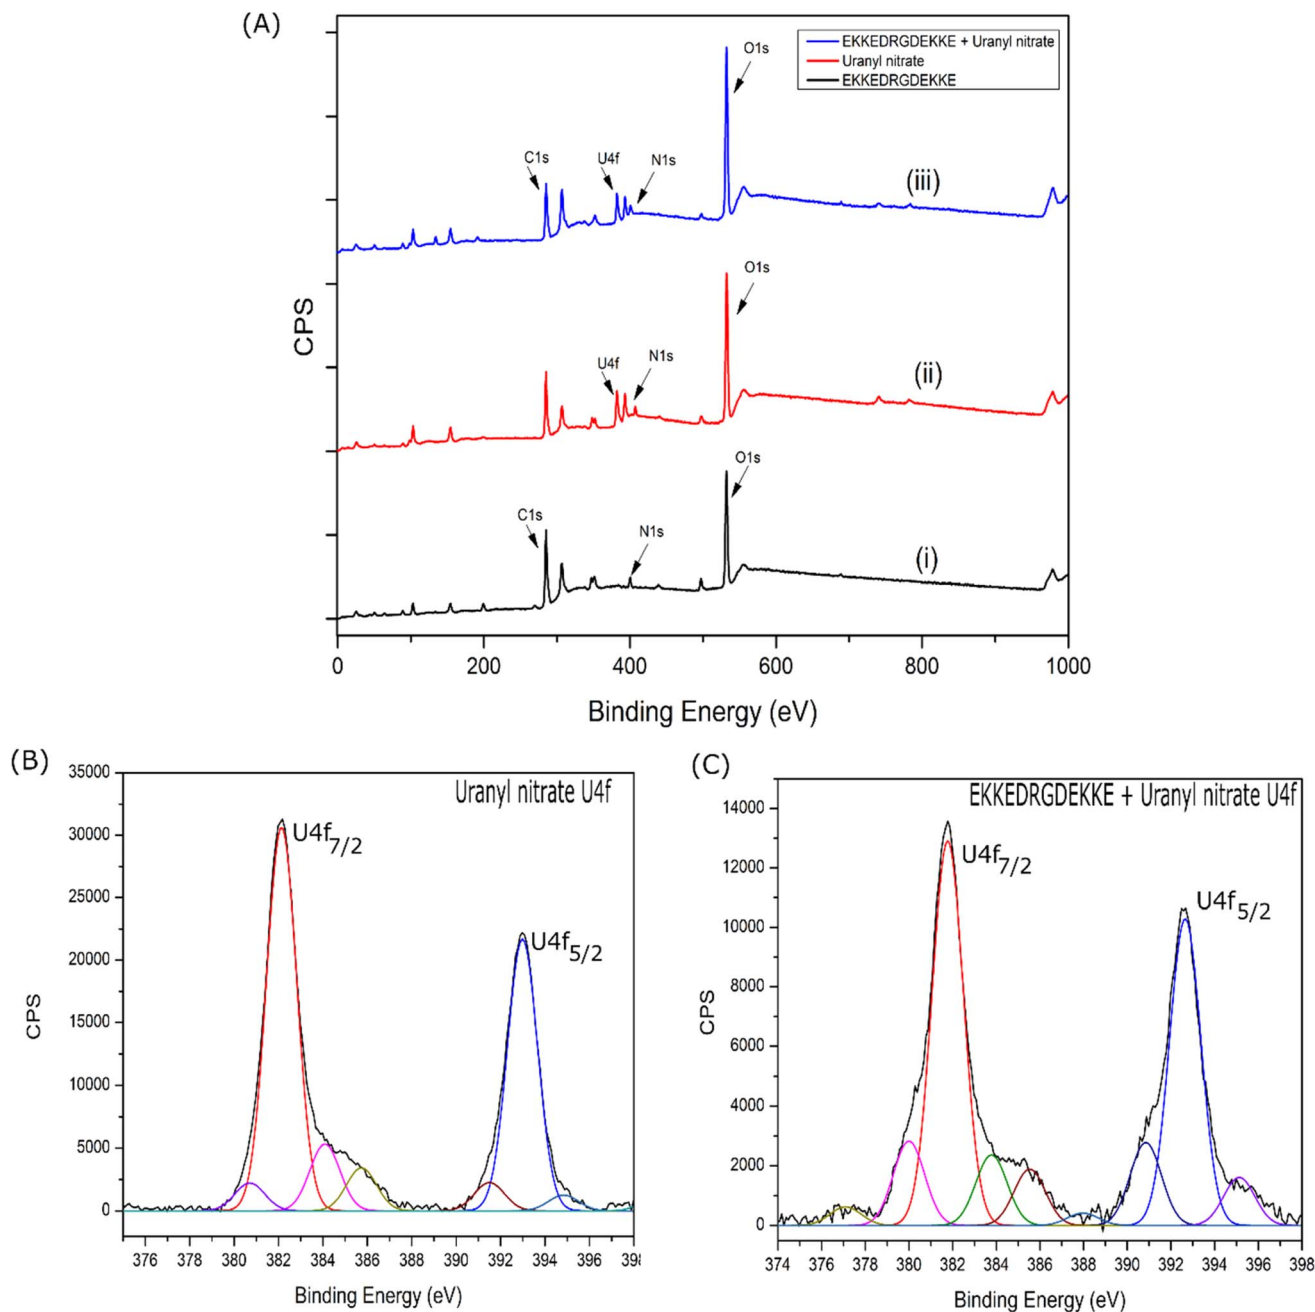 (A)
EKKEDRGDEKKE + Uranyl nitrate
Uranyl nitrate
EKKEDRGDEKKE
O1s
C1s
U4f
N1s
(iii)
O1s
U4f
N1s
(ii)
O1s
C1s
N1s
(i)
CPS
0 200 400 600 800 1000
Binding Energy (eV)
(B)
Uranyl nitrate U4f
35000
30000
25000
20000
15000
10000
5000
0
U4f7/2
U4f5/2
CPS
376 378 380 382 384 386 388 390 392 394 396 398
Binding Energy (eV)
(C)
EKKEDRGDEKKE + Uranyl nitrate U4f
14000
12000
10000
8000
6000
4000
2000
0
U4f7/2
U4f5/2
CPS
374 376 378 380 382 384 386 388 390 392 394 396 398
Binding Energy (eV)